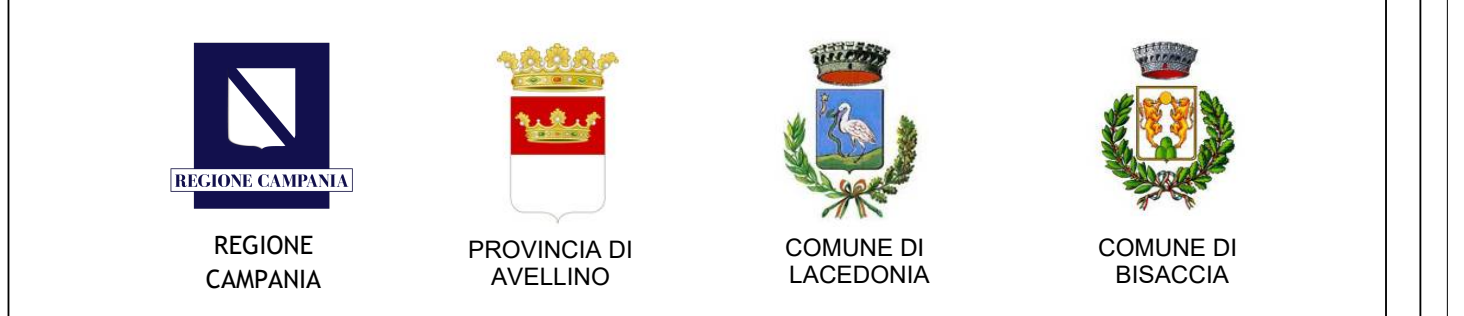 REGIONE CAMPANIA
REGIONE
CAMPANIA
PROVINCIA DI
AVELLINO
COMUNE DI
LACEDONIA
COMUNE DI
BISACCIA